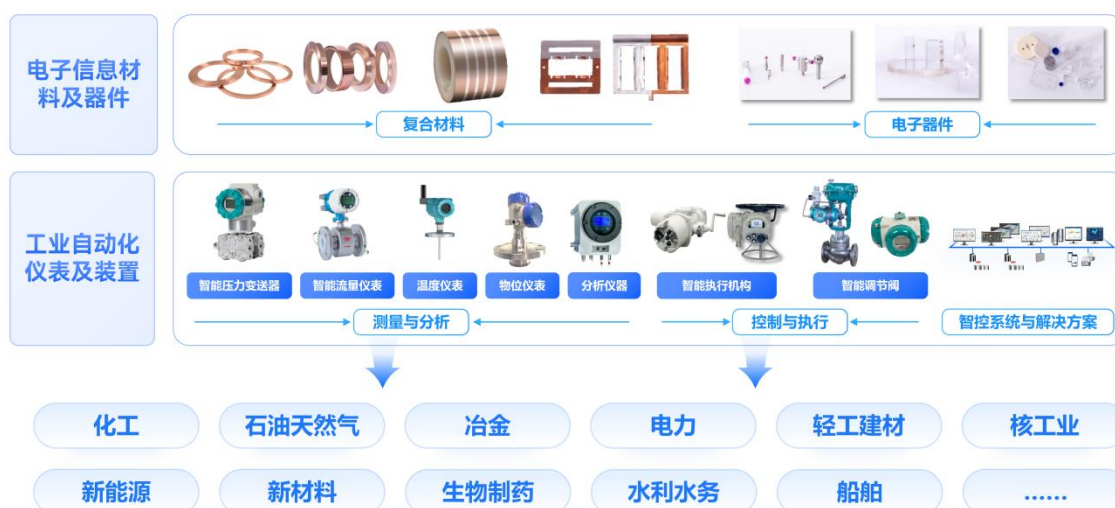 电子信息材
料及器件
复合材料
电子器件
工业自动化
仪表及装置
智能压力变送器
智能流量仪表
温度仪表
物位仪表
分析仪器
智能执行机构
智能调节阀
测量与分析
控制与执行
智控系统与解决方案
化工
石油天然气
冶金
电力
轻工建材
核工业
新能源
新材料
生物制药
水利水务
船舶
......